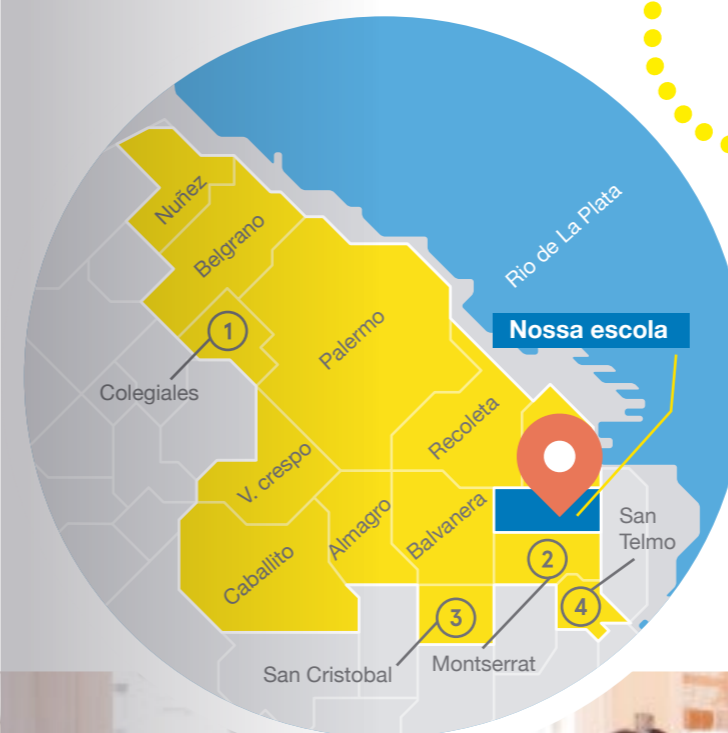 Nuñez
Belgrano
Rio de La Plata
Nossa escola
1
Palermo
Colegiales
Recoleta
V. crespo
Almagro
Balvanera
San
Telmo
Caballito
2
3
4
San Cristobal
Montserrat